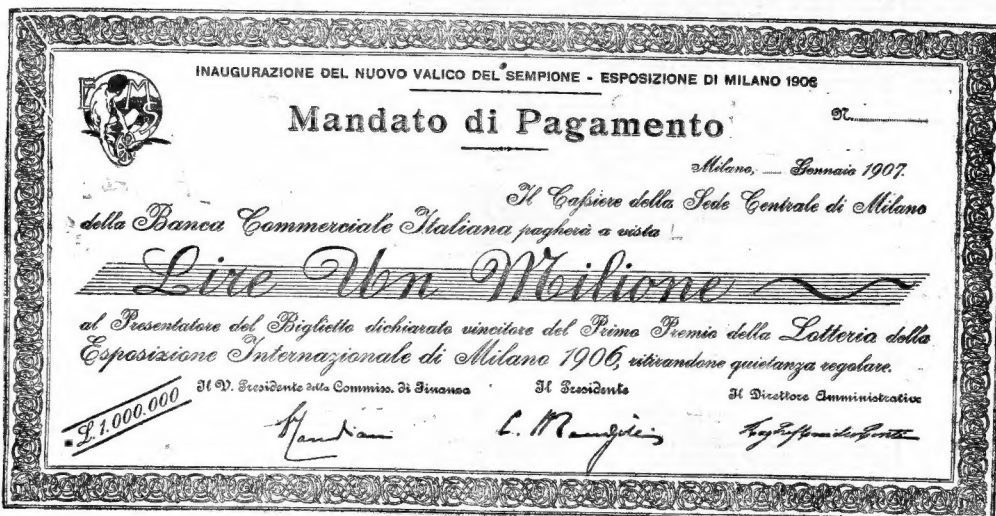 INAUGURAZIONE DEL NUOVO VALICO DEL SEMPIONE - ESPOSIZIONE DI MILANO 1906
Mandato di Pagamento
N.
Milano, Gennaio 1907.
Il Cassiere della Sede Centrale di Milano
della Banca Commerciale Italiana pagherà a vista
Lire Un Milione
al Presentatore del Biglietto dichiarato vincitore del Primo Premio della Lotteria della
Esposizione Internazionale di Milano 1906, ritirandone quietanza regolare.
Il V. Presidente della Commiss. di Finanza Il Presidente Il Direttore Amministrativo
L. 1.000.000